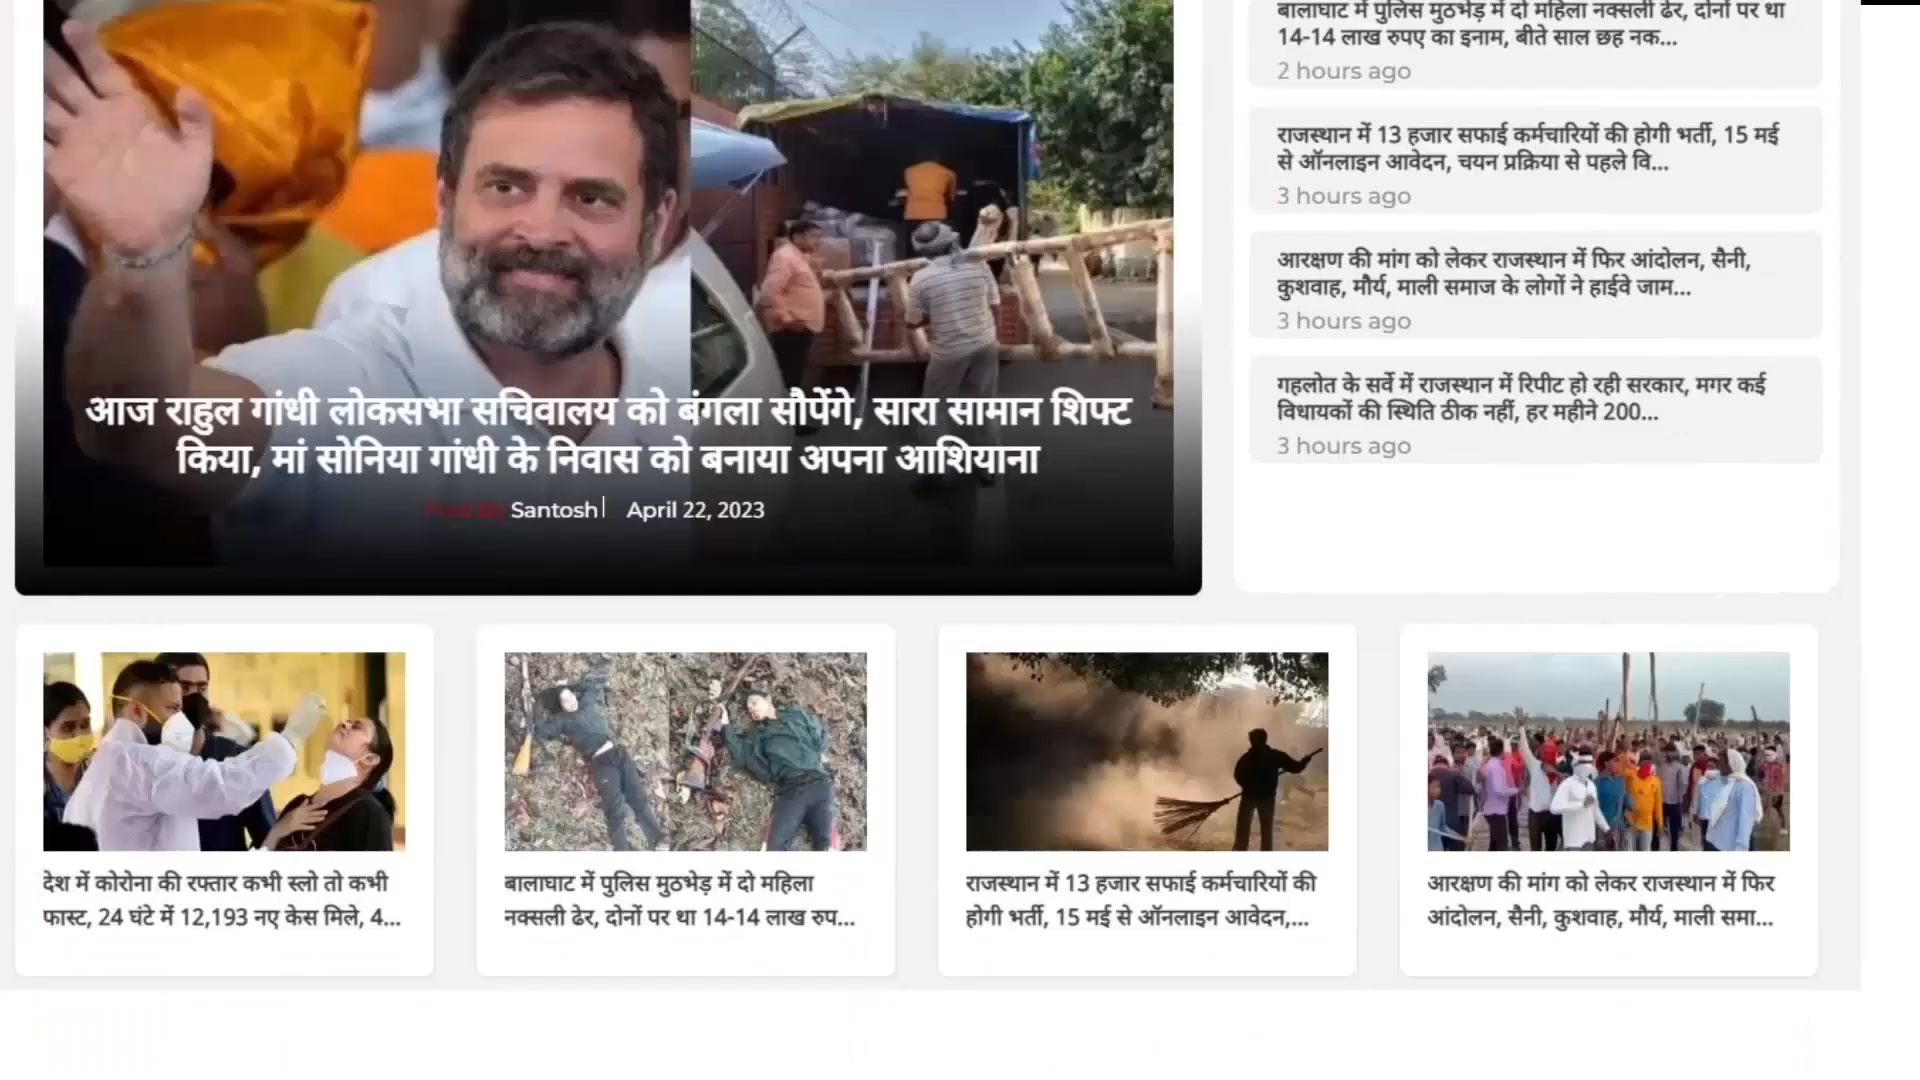 बालाघाट में पुलिस मुठभेड़ में दो महिला नक्सली ढेर, दोनों पर था
14-14 लाख रुपए का इनाम, बीते साल छह नक...
2 hours ago
राजस्थान में 13 हजार सफाई कर्मचारियों की होगी भर्ती, 15 मई
से ऑनलाइन आवेदन, चयन प्रक्रिया से पहले वि...
3 hours ago
आरक्षण की मांग को लेकर राजस्थान में फिर आंदोलन, सैनी,
कुशवाह, मौर्य, माली समाज के लोगों ने हाईवे जाम...
3 hours ago
गहलोत के सर्वे में राजस्थान में रिपीट हो रही सरकार, मगर कई
विधायकों की स्थिति ठीक नहीं, हर महीने 200...
3 hours ago
आज राहुल गांधी लोकसभा सचिवालय को बंगला सौपेंगे, सारा सामान शिफ्ट
किया, मां सोनिया गांधी के निवास को बनाया अपना आशियाना
Post By Santosh| April 22, 2023
देश में कोरोना की रफ्तार कभी स्लो तो कभी
फास्ट, 24 घंटे में 12,193 नए केस मिले, 4...
बालाघाट में पुलिस मुठभेड़ में दो महिला
नक्सली ढेर, दोनों पर था 14-14 लाख रुप...
राजस्थान में 13 हजार सफाई कर्मचारियों की
होगी भर्ती, 15 मई से ऑनलाइन आवेदन,...
आरक्षण की मांग को लेकर राजस्थान में फिर
आंदोलन, सैनी, कुशवाह, मौर्य, माली समा...